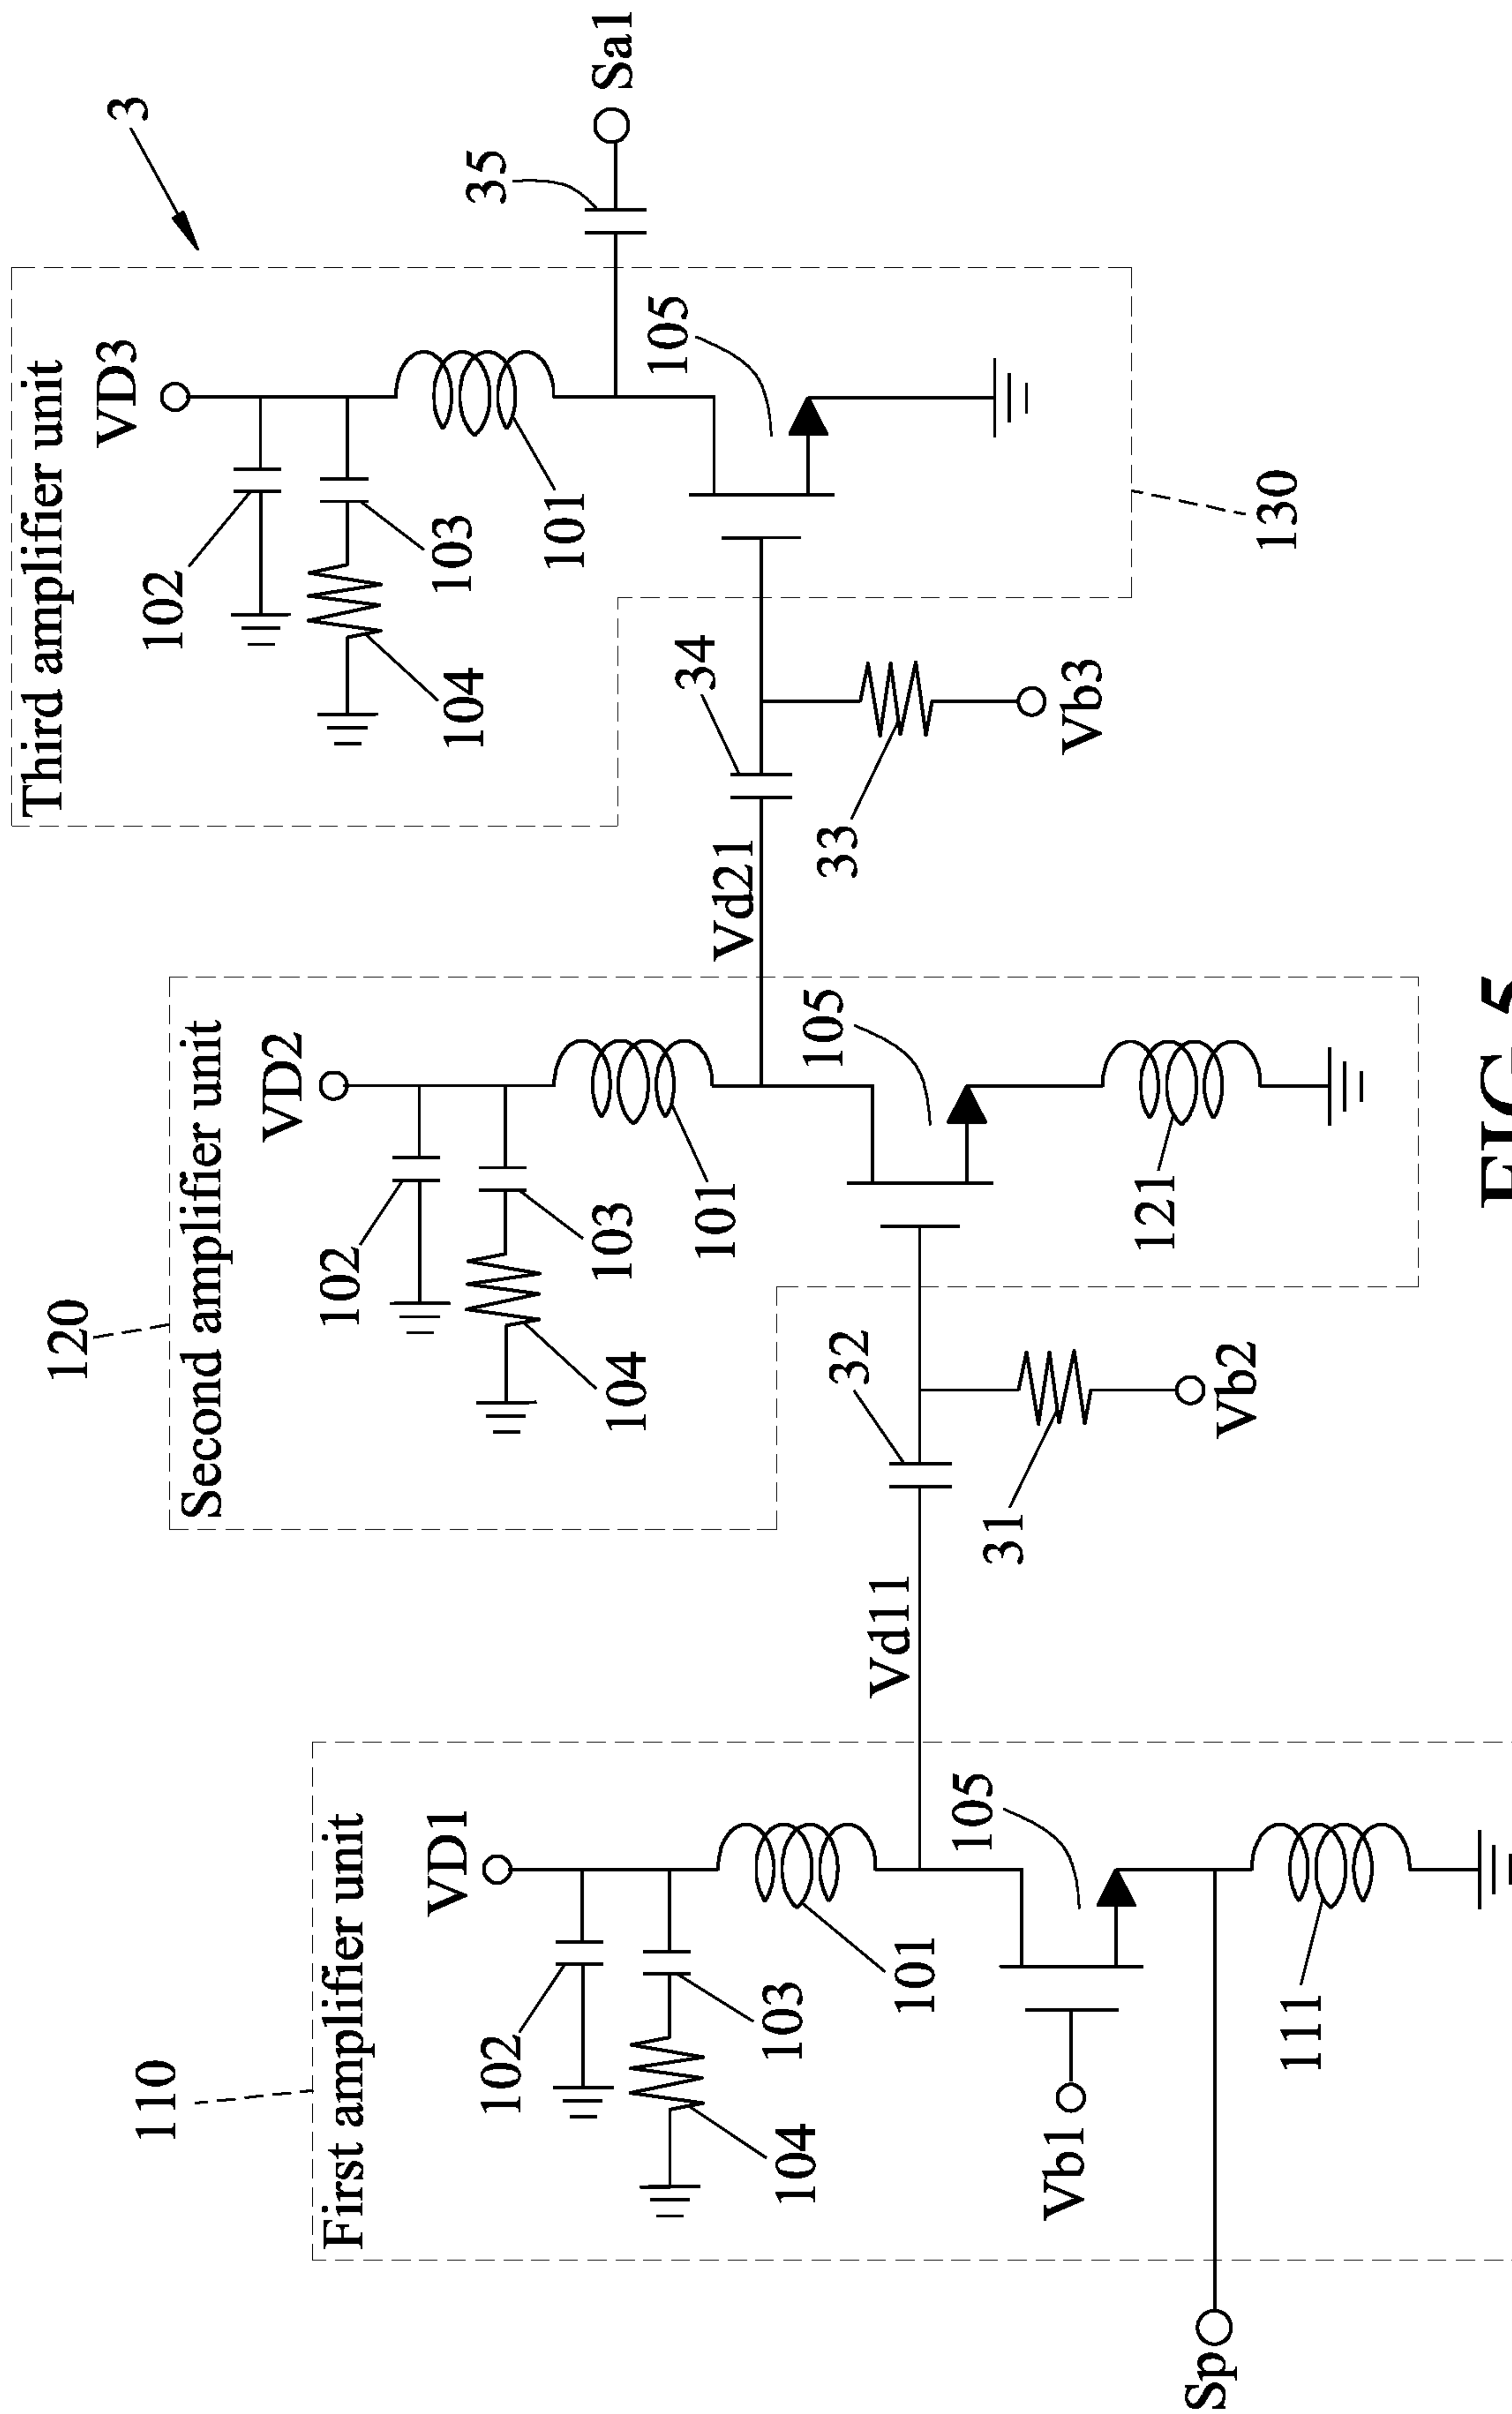 3
Third amplifier unit
VD3
102
103
104
101
105
35
Sa1
34
33
Vb3
Vd21
130
120
Second amplifier unit
VD2
102
103
104
101
105
121
32
31
Vb2
Vd11
110
First amplifier unit
VD1
102
103
104
101
105
Vb1
111
Sp